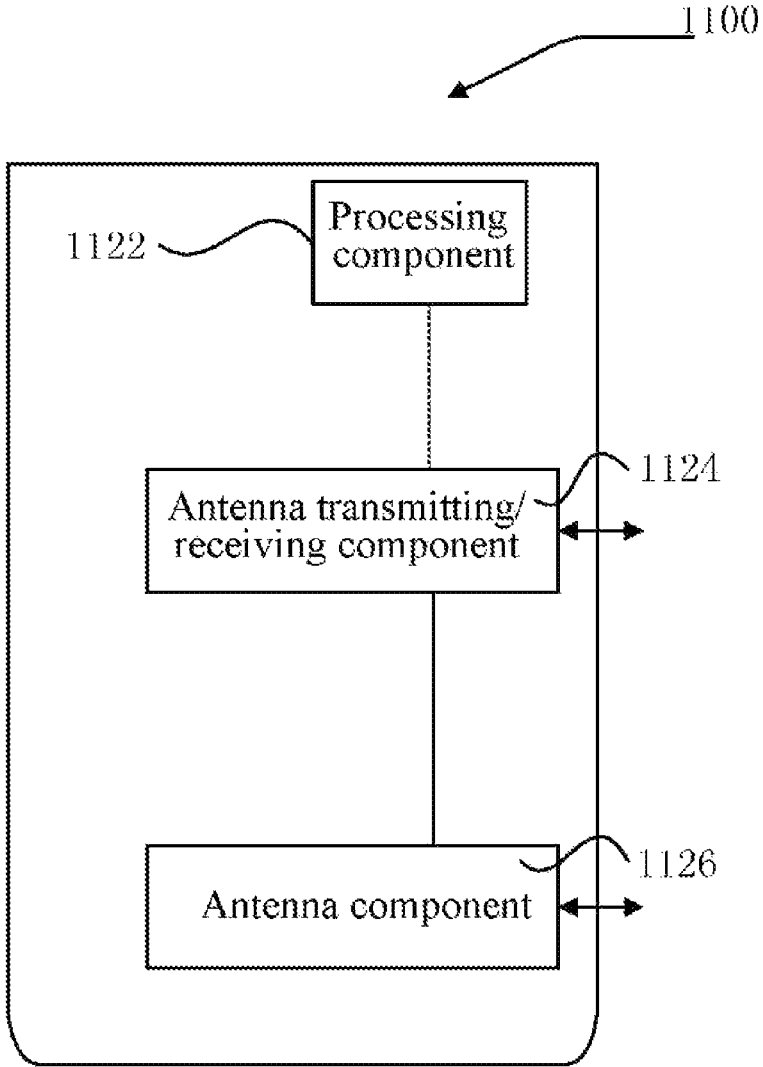 1100
Processing
component
1122
1124
Antenna transmitting/
receiving component
1126
Antenna component